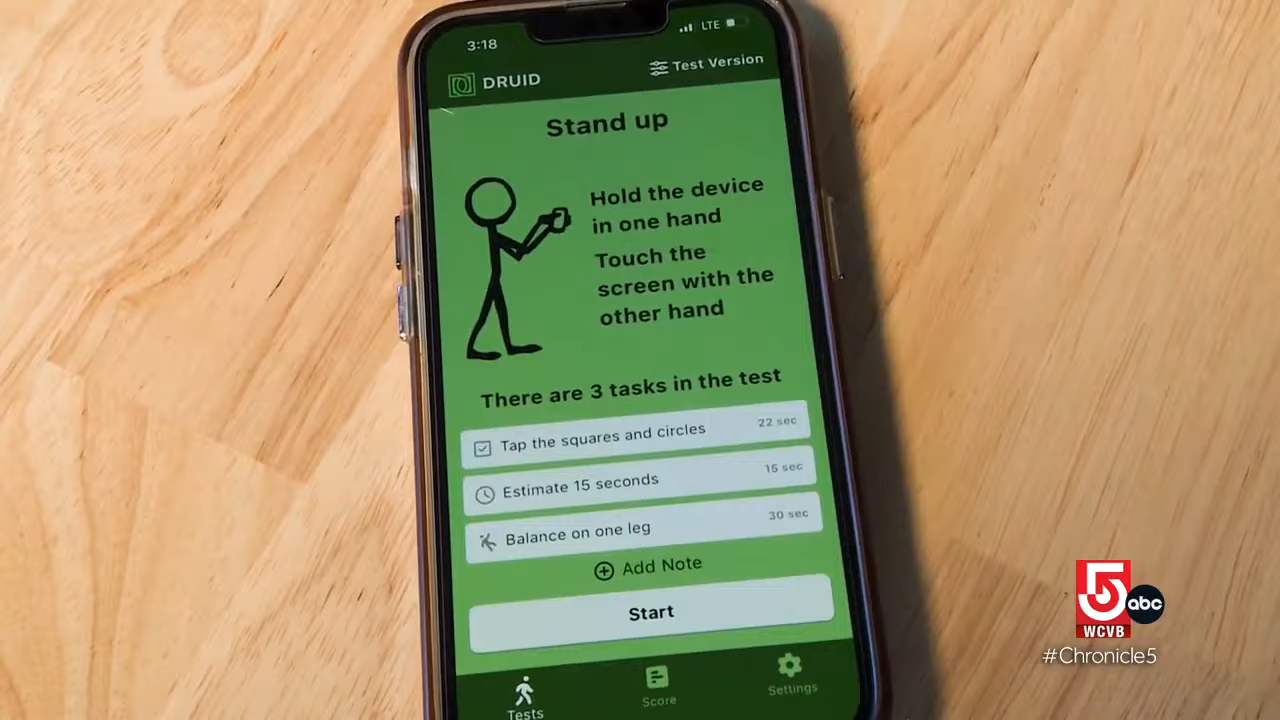 3:18
LTE
DRUID
Test Version
Stand up
Hold the device
in one hand
Touch the
screen with the
other hand
There are 3 tasks in the test
Tap the squares and circles 22 sec
Estimate 15 seconds 15 sec
Balance on one leg 30 sec
Add Note
Start
Tests
Score
Settings
5
abc
WCVB
#Chronicle5